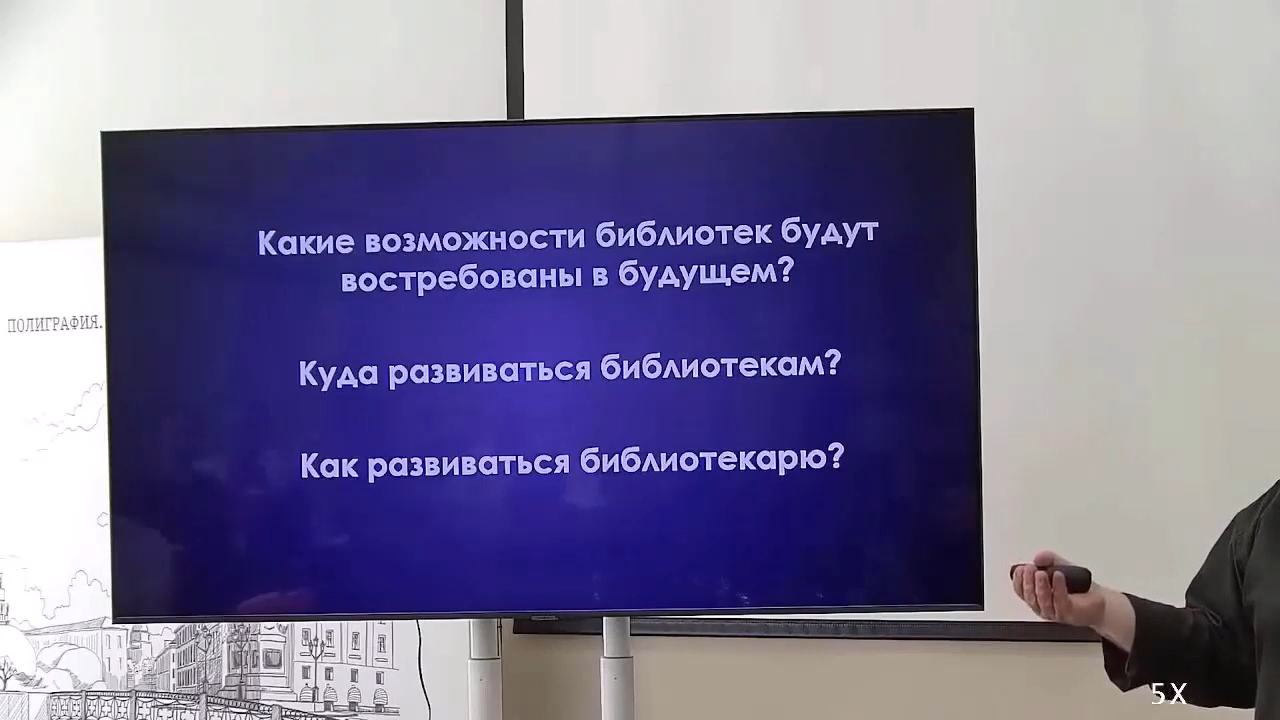 Какие возможности библиотек будут
востребованы в будущем?
ПОЛИГРАФИЯ.
Куда развиваться библиотекам?
Как развиваться библиотекарю?
5X